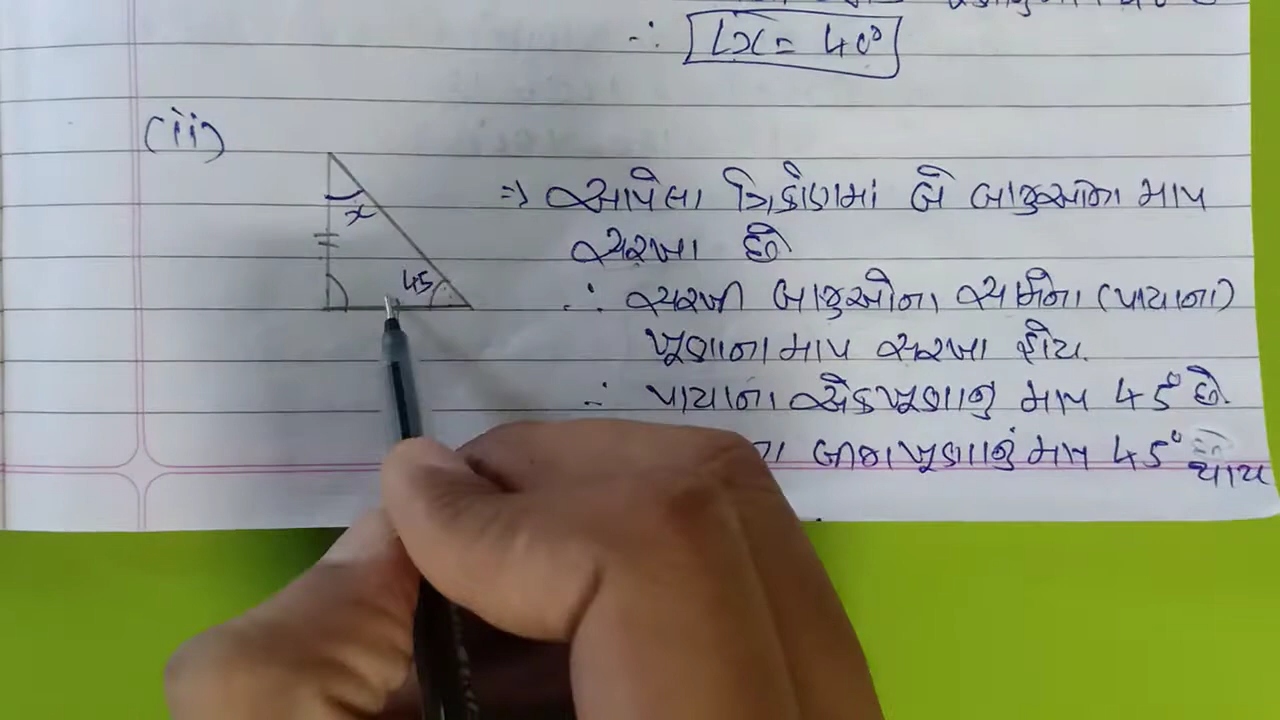 ∴ ∠x = 40°
(ii)
x
45
⇒ આપેલા ત્રિકોણમાં બે બાજુઓના માપ
સરખા છે
∴ સરખી બાજુઓના સામેના (પાયાના)
ખૂણાના માપ સરખા હોય.
∴ પાયાના એક ખૂણાનું માપ 45° છે.
બીજા ખૂણાનું માપ 45° થાય